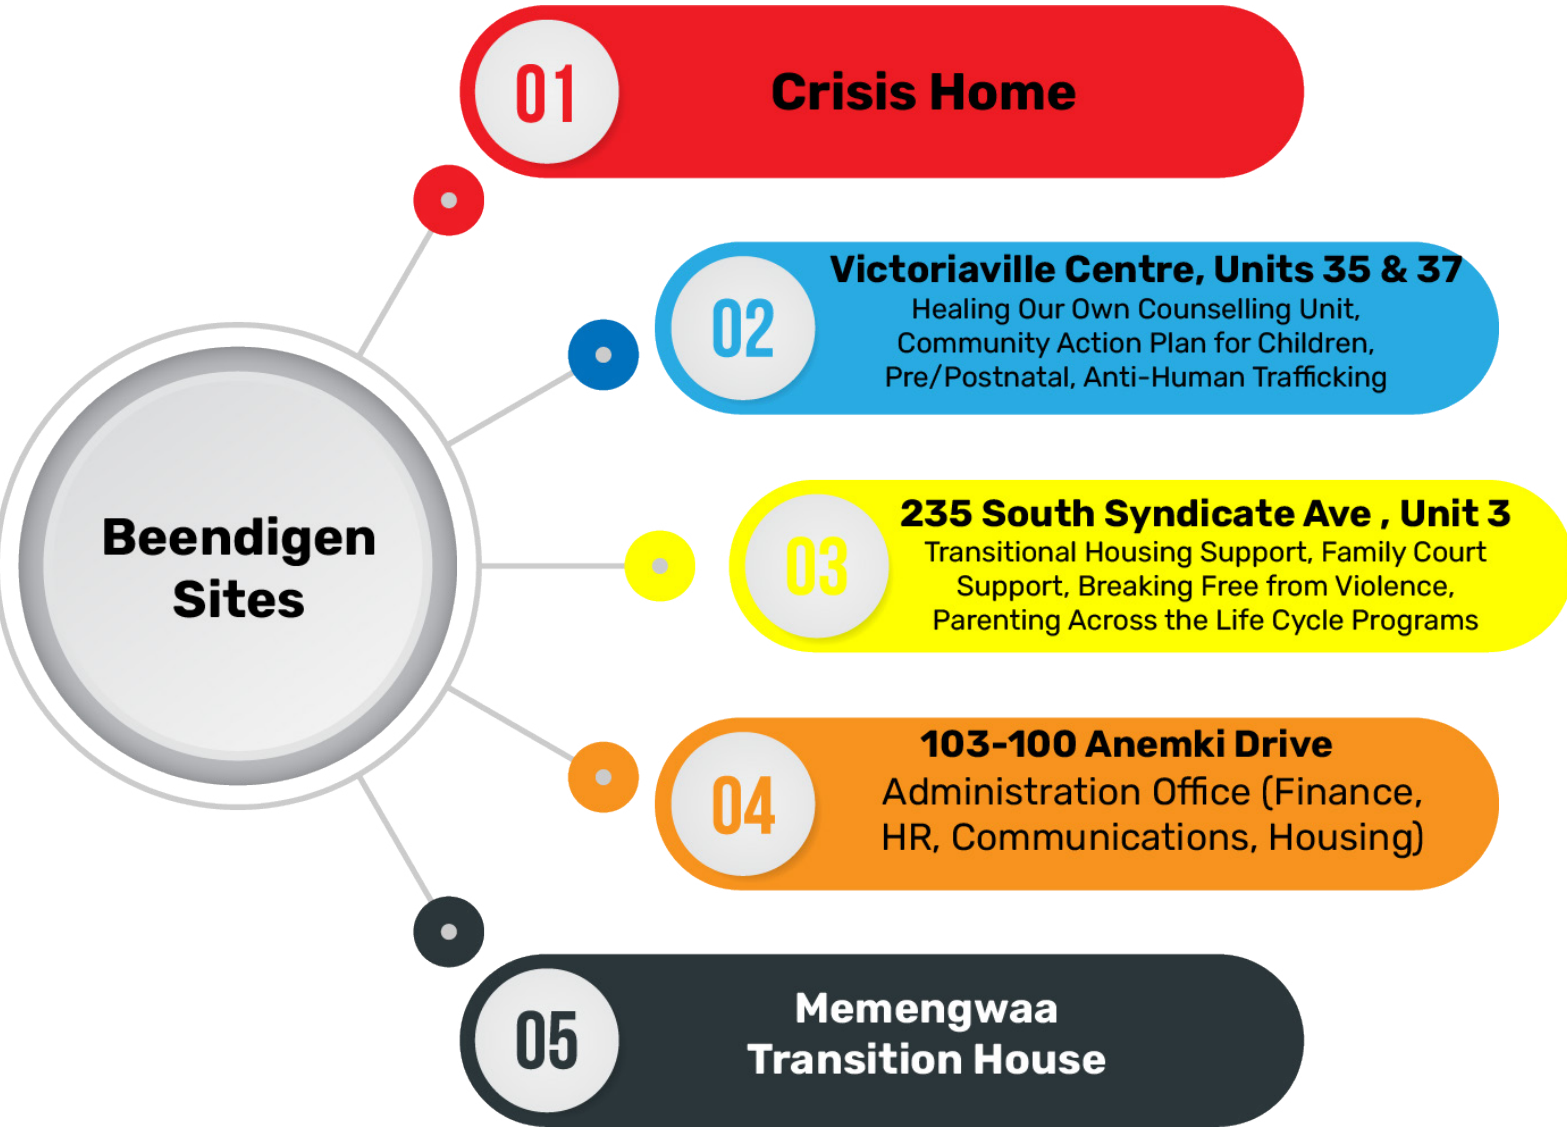 Beendigen
Sites
01
Crisis Home
02
Victoriaville Centre, Units 35 & 37
Healing Our Own Counselling Unit,
Community Action Plan for Children,
Pre/Postnatal, Anti-Human Trafficking
03
235 South Syndicate Ave , Unit 3
Transitional Housing Support, Family Court
Support, Breaking Free from Violence,
Parenting Across the Life Cycle Programs
04
103-100 Anemki Drive
Administration Office (Finance,
HR, Communications, Housing)
05
Memengwaa
Transition House